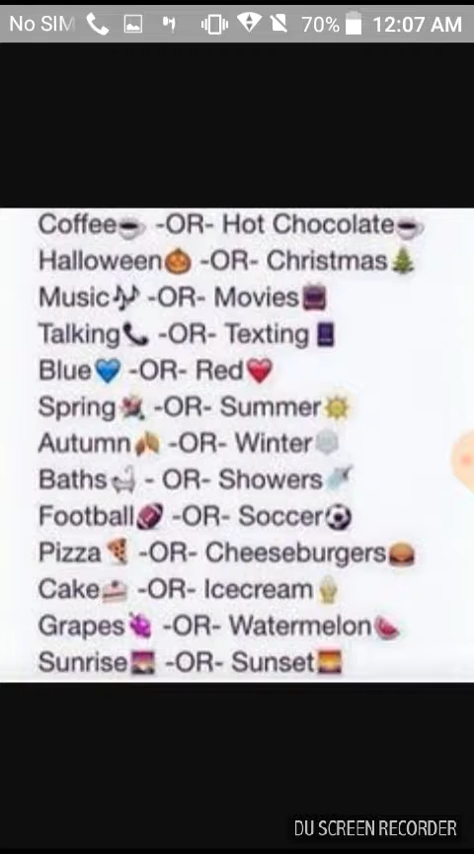 No SIM 70% 12:07 AM
Coffee☕ -OR- Hot Chocolate☕
Halloween🎃 -OR- Christmas🎄
Music🎶 -OR- Movies🎦
Talking📞 -OR- Texting📱
Blue💙 -OR- Red❤️
Spring💐 -OR- Summer☀️
Autumn🍂 -OR- Winter❄️
Baths🛁 - OR- Showers🚿
Football🏈 -OR- Soccer⚽
Pizza🍕 -OR- Cheeseburgers🍔
Cake🍰 -OR- Icecream🍦
Grapes🍇 -OR- Watermelon🍉
Sunrise🌄 -OR- Sunset🌅
DU SCREEN RECORDER